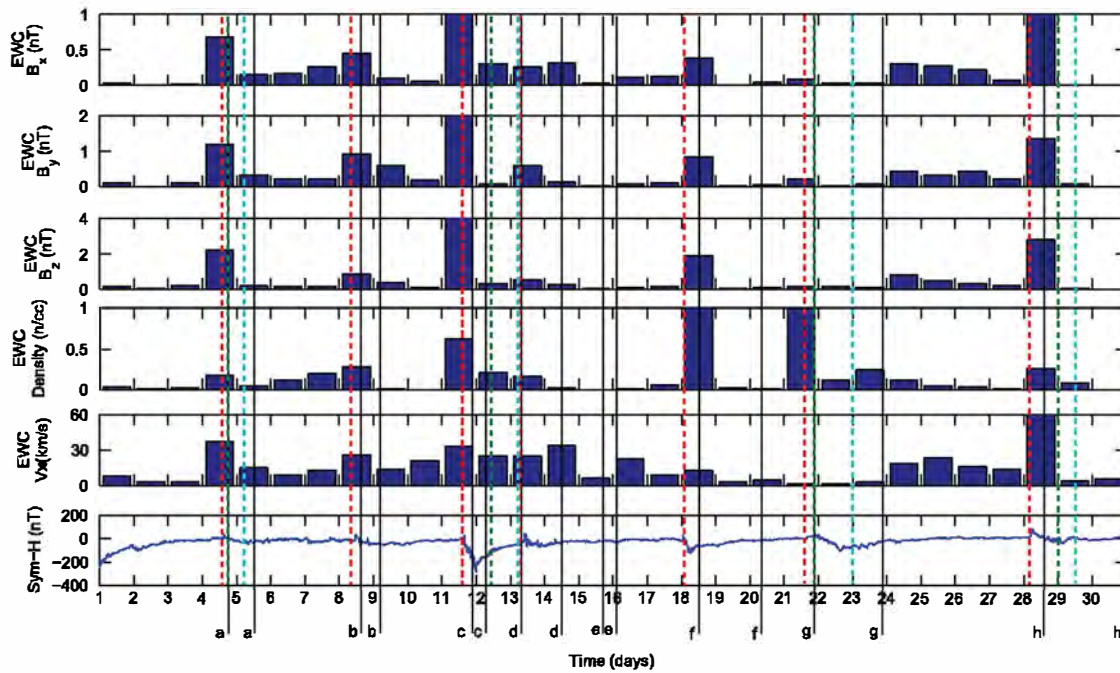 EWC
Bx (nT)
1
0.5
0
EWC
By (nT)
2
1
0
EWC
Bz (nT)
4
2
0
EWC
Density (n/cc)
1
0.5
0
EWC
Vx(km/s)
60
30
0
Sym-H (nT)
200
0
−200
−400
1 2 3 4 5 6 7 8 9 10 11 12 13 14 15 16 17 18 19 20 21 22 23 24 25 26 27 28 29 30
a a b b c c d d e e f f g g h h
Time (days)